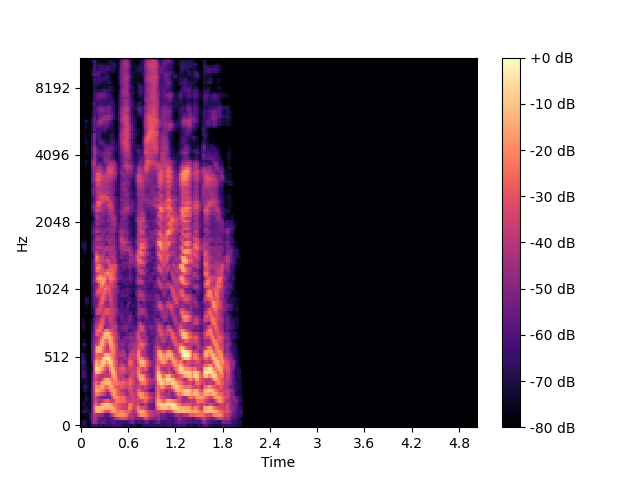 +0 dB
8192
-10 dB
4096
-20 dB
-30 dB
2048
-40 dB
Hz
1024
-50 dB
512
-60 dB
-70 dB
0
-80 dB
0 0.6 1.2 1.8 2.4 3 3.6 4.2 4.8
Time